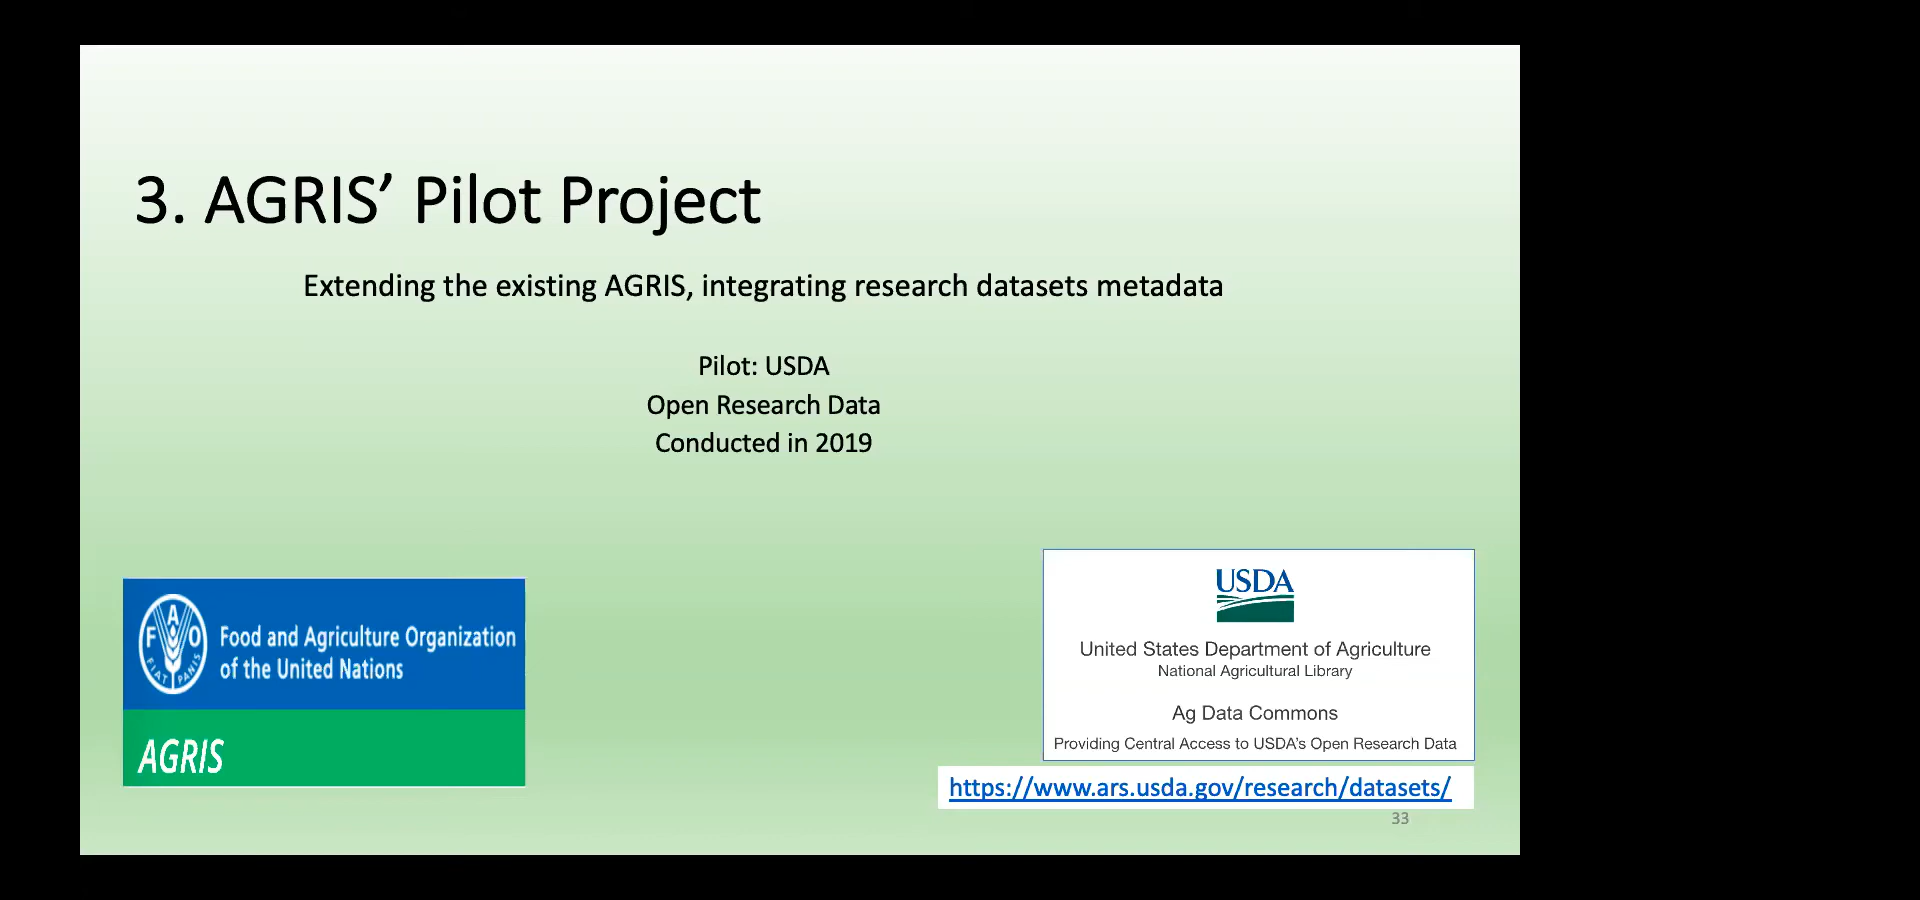 3. AGRIS’ Pilot Project
Extending the existing AGRIS, integrating research datasets metadata
Pilot: USDA
Open Research Data
Conducted in 2019
F A O
FIAT PANIS
Food and Agriculture Organization
of the United Nations
AGRIS
USDA
United States Department of Agriculture
National Agricultural Library
Ag Data Commons
Providing Central Access to USDA’s Open Research Data
https://www.ars.usda.gov/research/datasets/
33